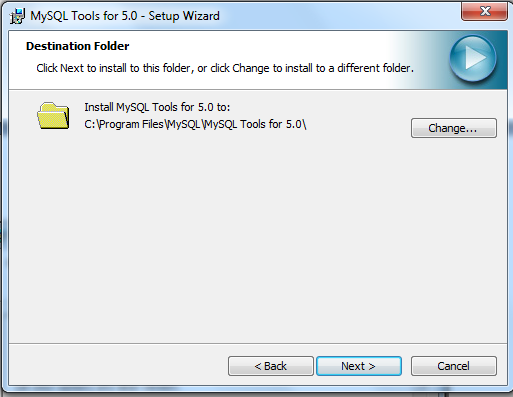 MySQL Tools for 5.0 - Setup Wizard
Destination Folder
Click Next to install to this folder, or click Change to install to a different folder.
Install MySQL Tools for 5.0 to:
C:\Program Files\MySQL\MySQL Tools for 5.0\
Change...
< Back
Next >
Cancel